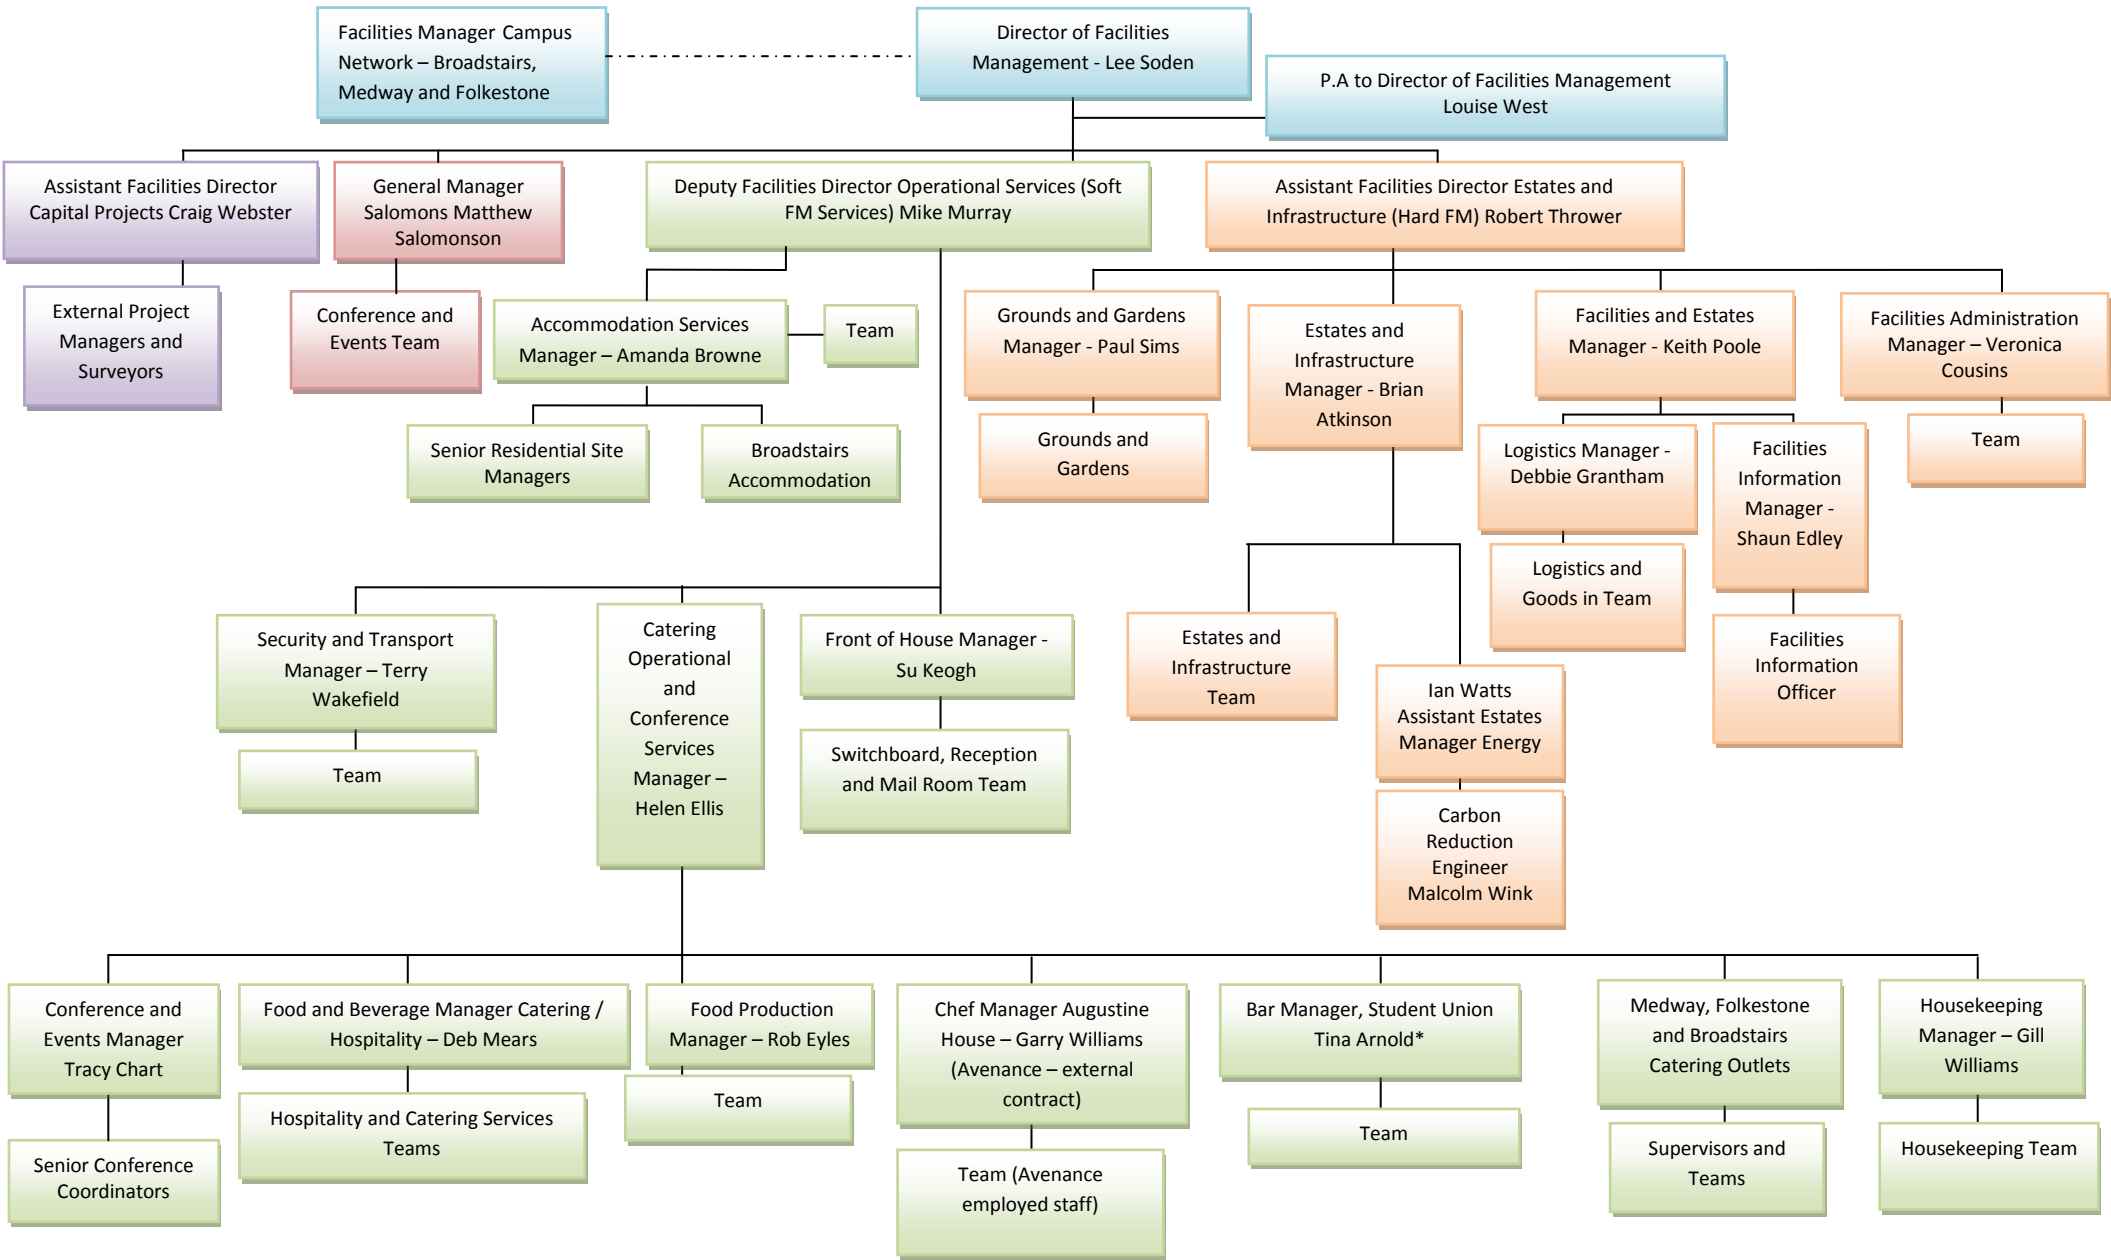 Facilities Manager Campus
Network – Broadstairs,
Medway and Folkestone
Director of Facilities
Management - Lee Soden
P.A to Director of Facilities Management
Louise West
Assistant Facilities Director
Capital Projects Craig Webster
General Manager
Salomons Matthew
Salomonson
Deputy Facilities Director Operational Services (Soft
FM Services) Mike Murray
Assistant Facilities Director Estates and
Infrastructure (Hard FM) Robert Thrower
External Project
Managers and
Surveyors
Conference and
Events Team
Accommodation Services
Manager – Amanda Browne
Team
Senior Residential Site
Managers
Broadstairs
Accommodation
Grounds and Gardens
Manager - Paul Sims
Grounds and
Gardens
Estates and
Infrastructure
Manager - Brian
Atkinson
Facilities and Estates
Manager - Keith Poole
Facilities Administration
Manager – Veronica
Cousins
Logistics Manager -
Debbie Grantham
Facilities
Information
Manager -
Shaun Edley
Team
Logistics and
Goods in Team
Facilities
Information
Officer
Estates and
Infrastructure
Team
Ian Watts
Assistant Estates
Manager Energy
Carbon
Reduction
Engineer
Malcolm Wink
Security and Transport
Manager – Terry
Wakefield
Team
Catering
Operational
and
Conference
Services
Manager –
Helen Ellis
Front of House Manager -
Su Keogh
Switchboard, Reception
and Mail Room Team
Conference and
Events Manager
Tracy Chart
Senior Conference
Coordinators
Food and Beverage Manager Catering /
Hospitality – Deb Mears
Hospitality and Catering Services
Teams
Food Production
Manager – Rob Eyles
Team
Chef Manager Augustine
House – Garry Williams
(Avenance – external
contract)
Team (Avenance
employed staff)
Bar Manager, Student Union
Tina Arnold*
Team
Medway, Folkestone
and Broadstairs
Catering Outlets
Supervisors and
Teams
Housekeeping
Manager – Gill
Williams
Housekeeping Team